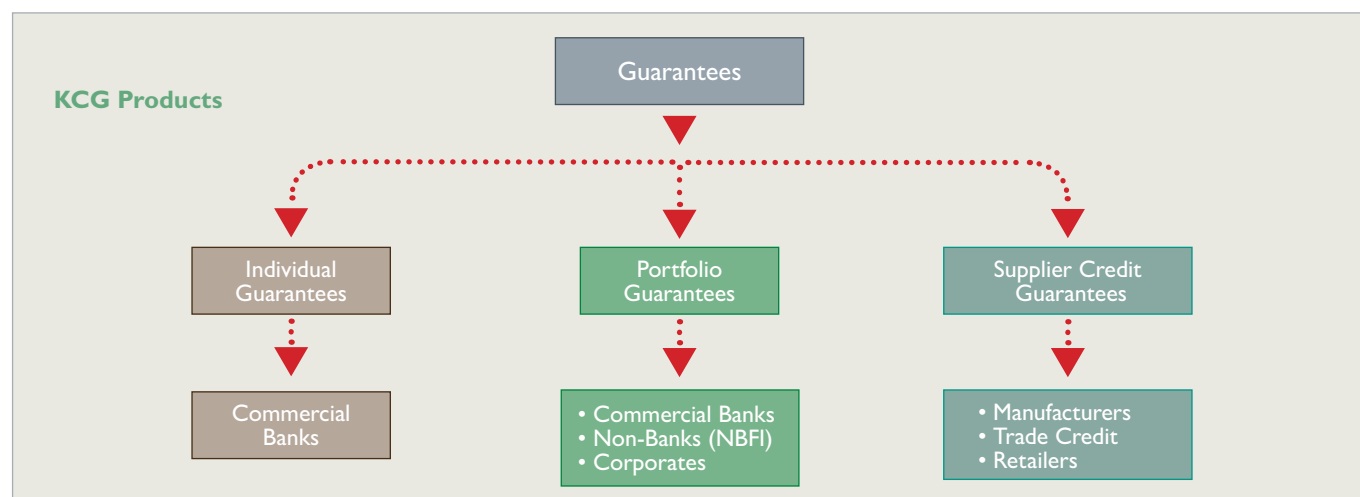 Guarantees
KCG Products
Individual
Guarantees
Portfolio
Guarantees
Supplier Credit
Guarantees
Commercial
Banks
• Commercial Banks
• Non-Banks (NBFI)
• Corporates
• Manufacturers
• Trade Credit
• Retailers